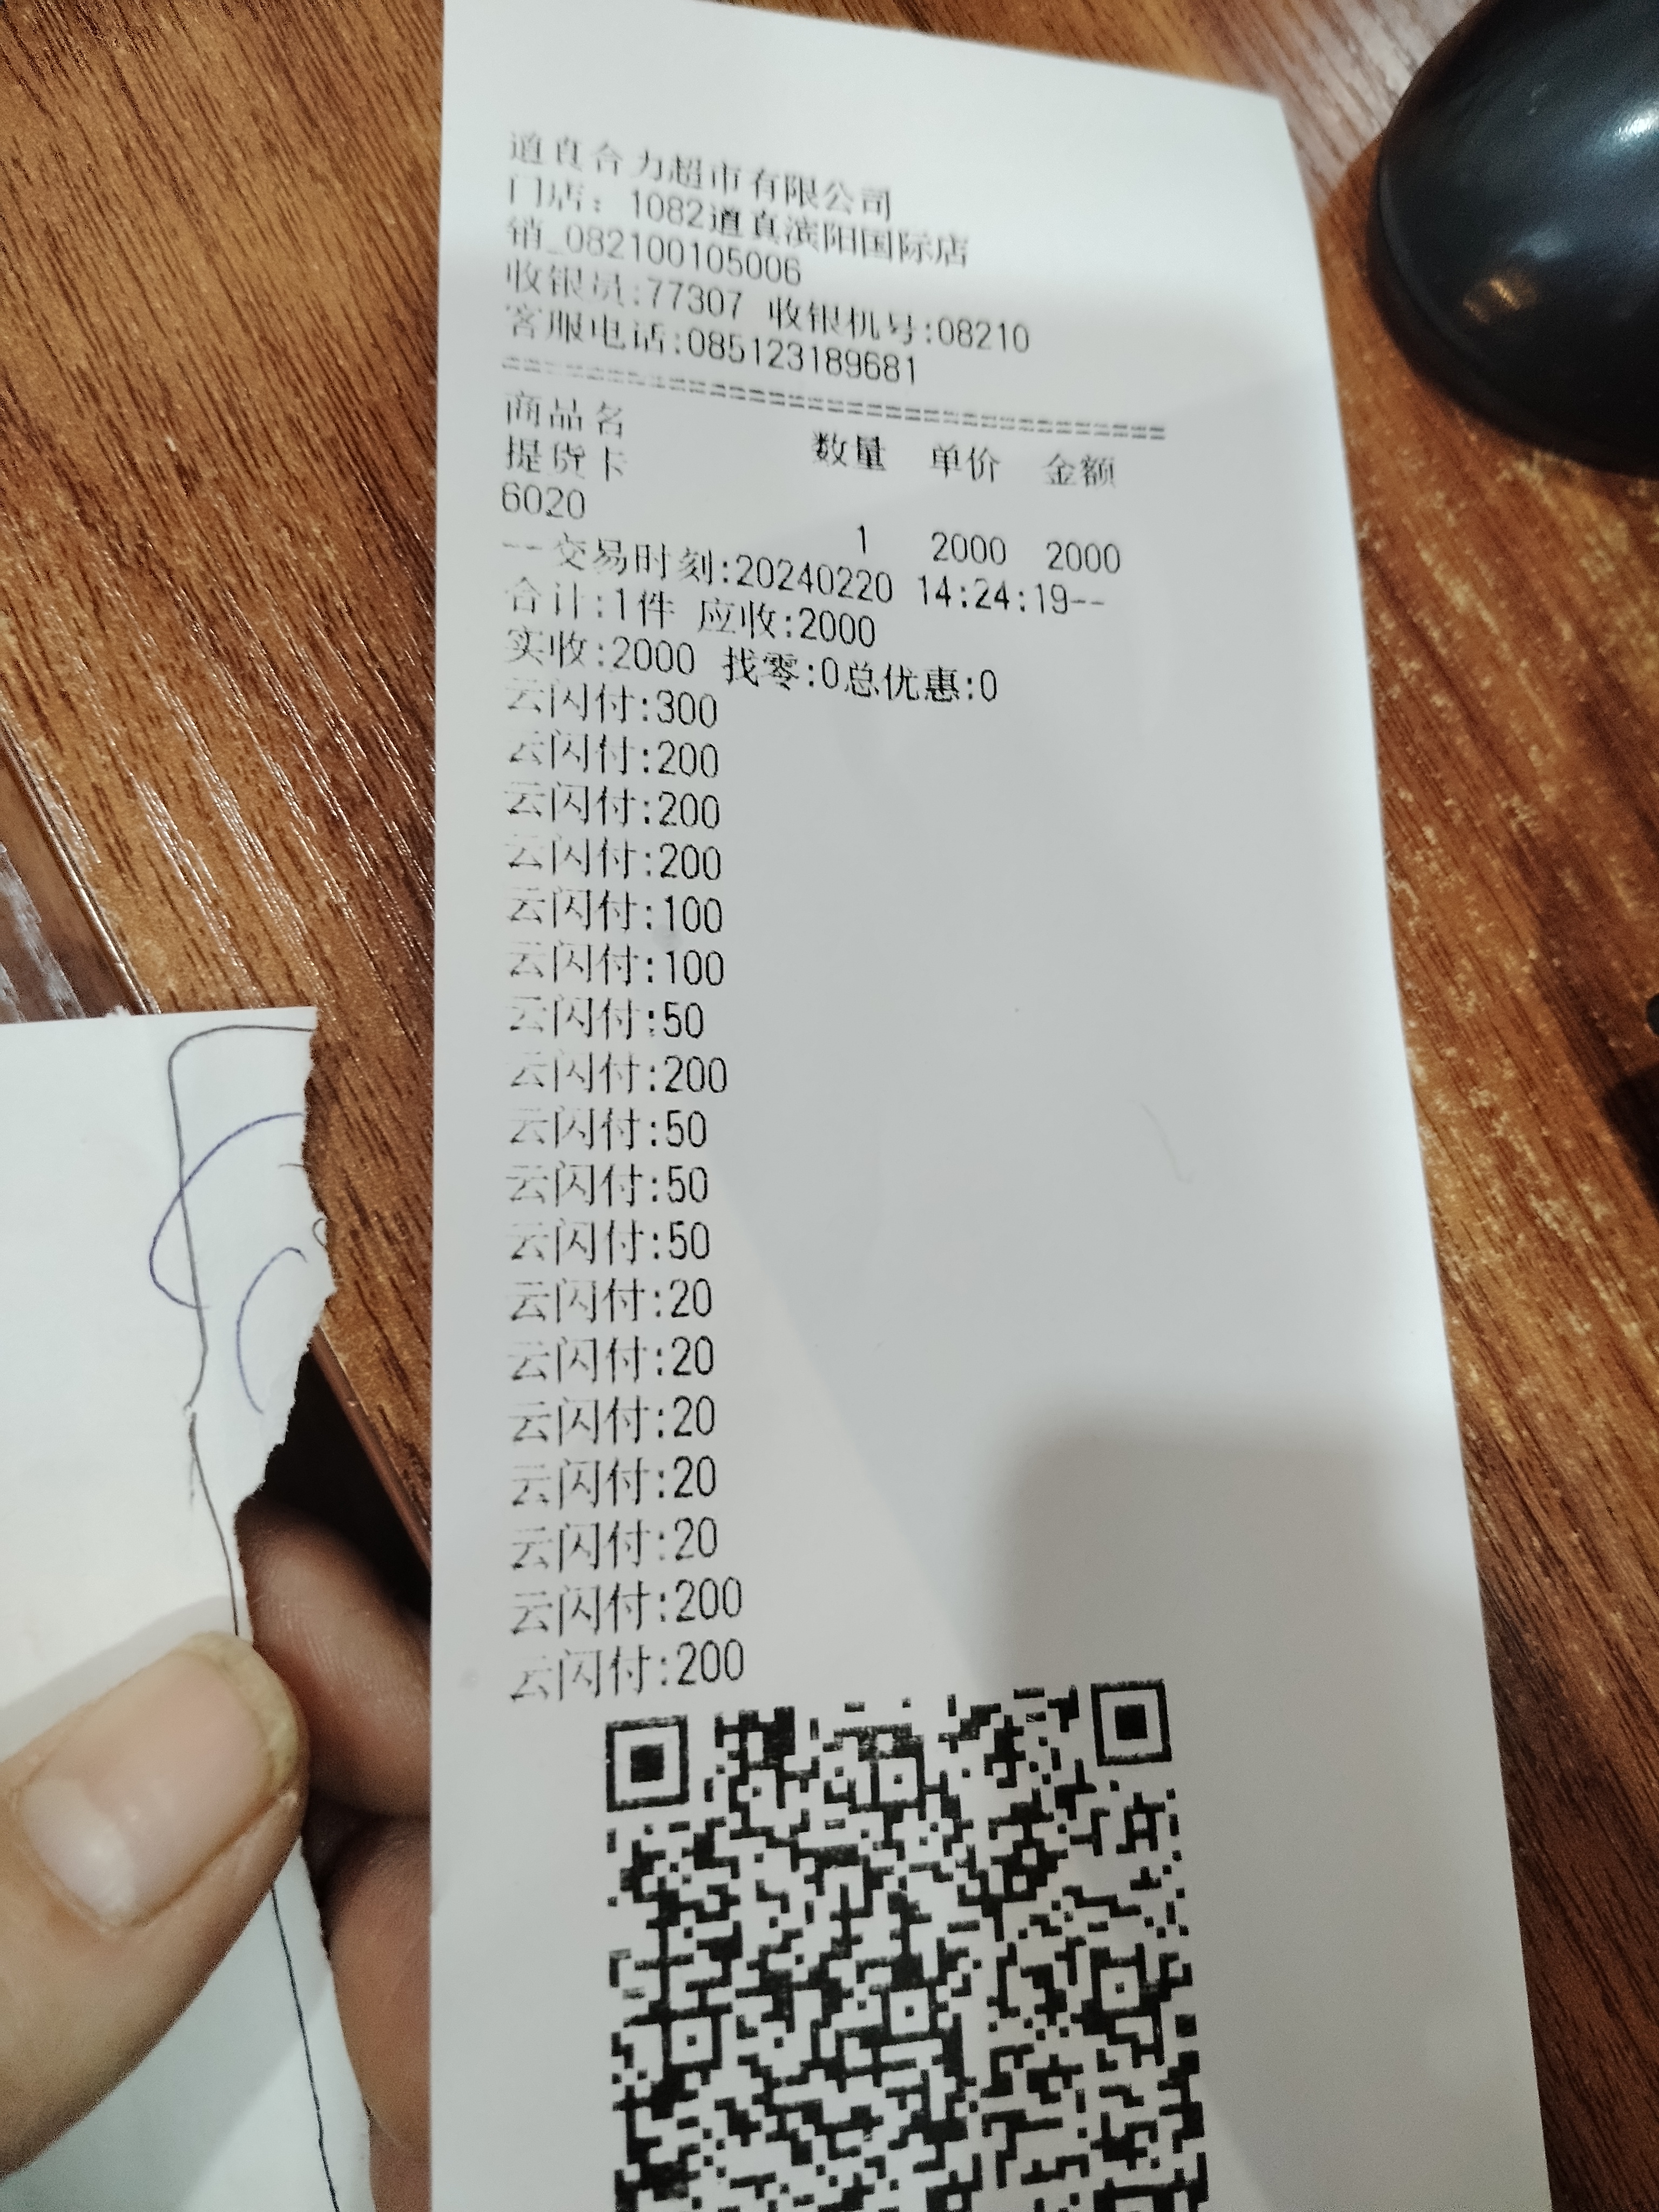 道真合力超市有限公司
门店：1082道真滨阳国际店
销_082100105006
收银员:77307 收银机号:08210
客服电话:085123189681
================================
商品名 数量 单价 金额
提货卡
6020 1 2000 2000
--交易时刻:20240220 14:24:19--
合计:1件 应收:2000
实收:2000 找零:0总优惠:0
云闪付:300
云闪付:200
云闪付:200
云闪付:200
云闪付:100
云闪付:100
云闪付:50
云闪付:200
云闪付:50
云闪付:50
云闪付:50
云闪付:20
云闪付:20
云闪付:20
云闪付:20
云闪付:20
云闪付:200
云闪付:200